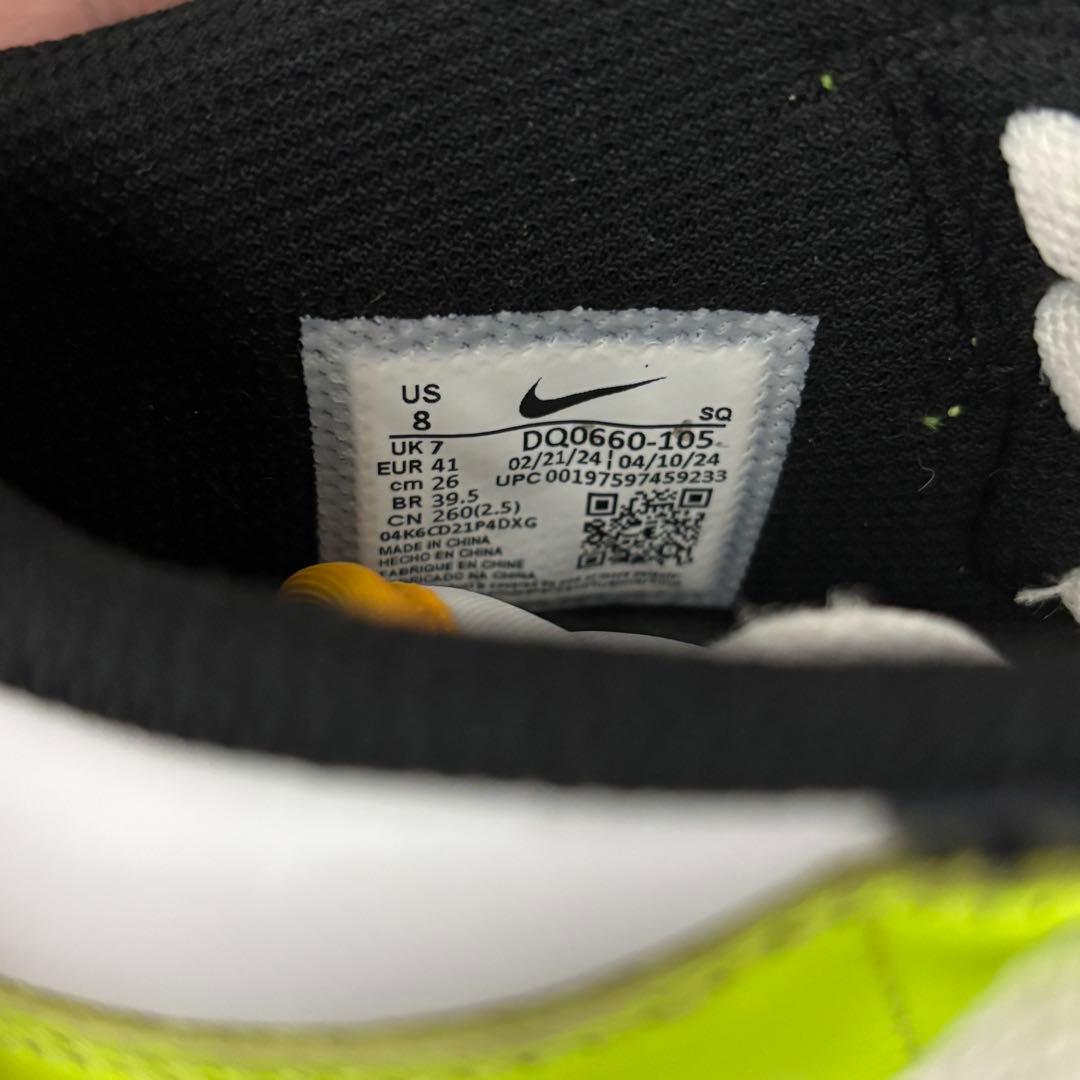 US
8
SQ
UK 7
DQ0660-105
EUR 41
02/21/24 | 04/10/24
cm 26
UPC 00197597459233
BR 39.5
CN 260(2.5)
04K6CD21P4DXG
MADE IN CHINA
HECHO EN CHINA
FABRIQUE EN CHINE
FABRICADO NA CHINA